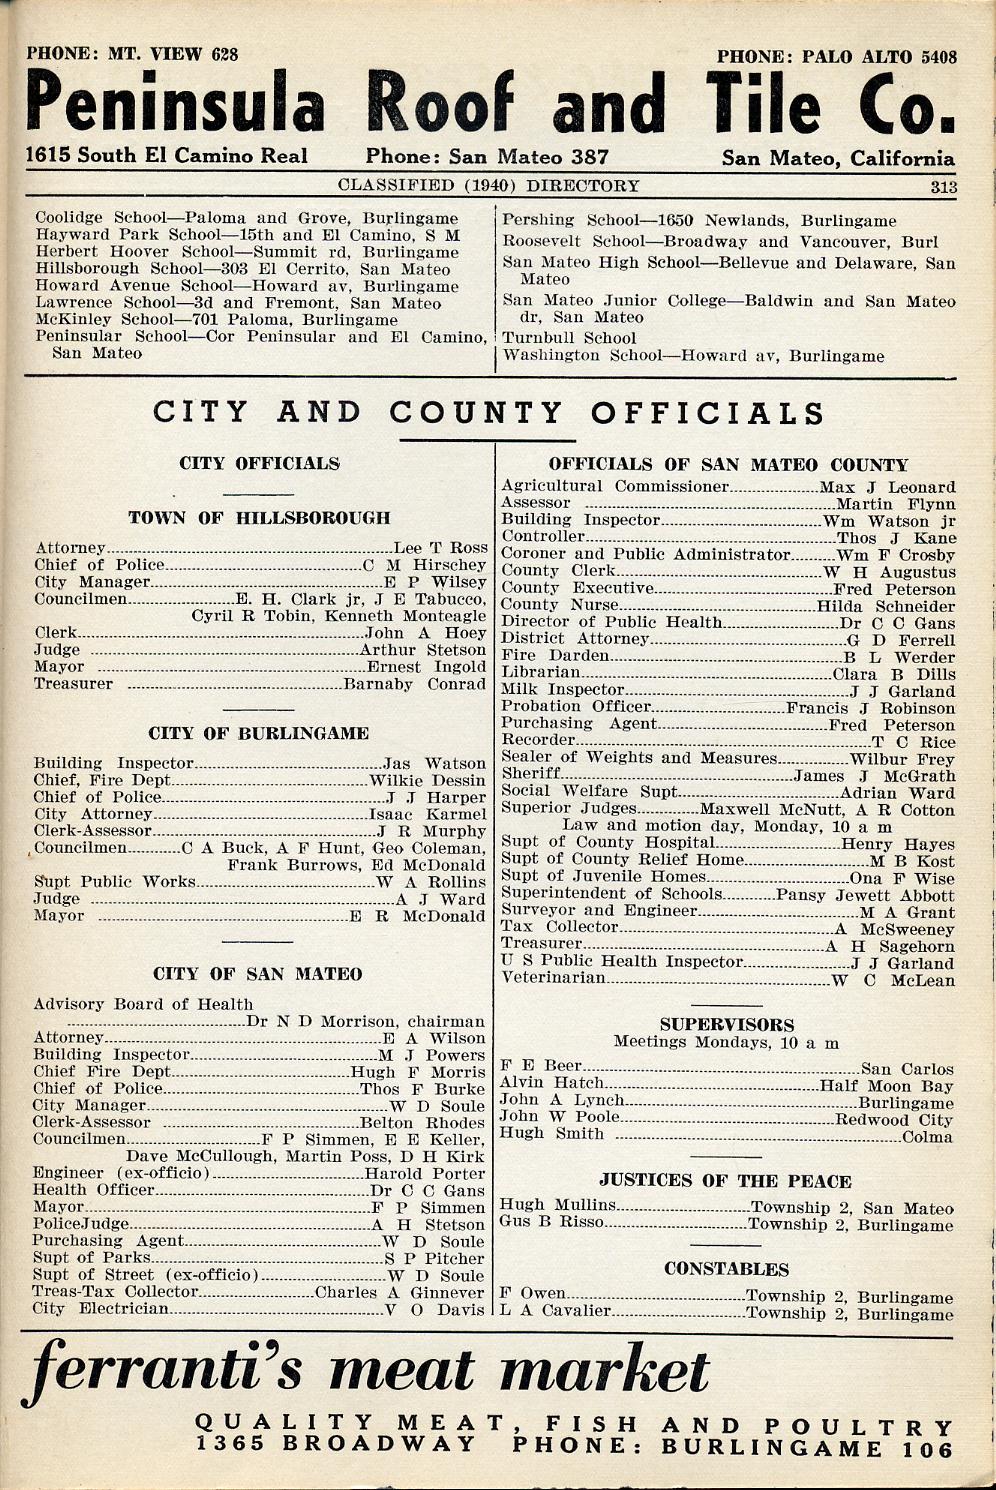 PHONE: MT. VIEW 628
PHONE: PALO ALTO 5408
Peninsula Roof and Tile Co.
1615 South El Camino Real Phone: San Mateo 387 San Mateo, California
CLASSIFIED (1940) DIRECTORY 313
Coolidge School—Paloma and Grove, Burlingame
Hayward Park School—15th and El Camino, S M
Herbert Hoover School—Summit rd, Burlingame
Hillsborough School—303 El Cerrito, San Mateo
Howard Avenue School—Howard av, Burlingame
Lawrence School—3d and Fremont, San Mateo
McKinley School—701 Paloma, Burlingame
Peninsular School—Cor Peninsular and El Camino,
San Mateo
Pershing School—1650 Newlands, Burlingame
Roosevelt School—Broadway and Vancouver, Burl
San Mateo High School—Bellevue and Delaware, San
Mateo
San Mateo Junior College—Baldwin and San Mateo
dr, San Mateo
Turnbull School
Washington School—Howard av, Burlingame
CITY AND COUNTY OFFICIALS
CITY OFFICIALS
TOWN OF HILLSBOROUGH
Attorney........Lee T Ross
Chief of Police........C M Hirschey
City Manager........E P Wilsey
Councilmen........E. H. Clark jr, J E Tabucco,
Cyril R Tobin, Kenneth Monteagle
Clerk........John A Hoey
Judge ........Arthur Stetson
Mayor ........Ernest Ingold
Treasurer ........Barnaby Conrad
CITY OF BURLINGAME
Building Inspector........Jas Watson
Chief, Fire Dept........Wilkie Dessin
Chief of Police........J J Harper
City Attorney........Isaac Karmel
Clerk-Assessor........J R Murphy
Councilmen........C A Buck, A F Hunt, Geo Coleman,
Frank Burrows, Ed McDonald
Supt Public Works........W A Rollins
Judge ........A J Ward
Mayor ........E R McDonald
CITY OF SAN MATEO
Advisory Board of Health
........Dr N D Morrison, chairman
Attorney........E A Wilson
Building Inspector........M J Powers
Chief Fire Dept........Hugh F Morris
Chief of Police........Thos F Burke
City Manager........W D Soule
Clerk-Assessor ........Belton Rhodes
Councilmen........F P Simmen, E E Keller,
Dave McCullough, Martin Poss, D H Kirk
Engineer (ex-officio)........Harold Porter
Health Officer........Dr C C Gans
Mayor........F P Simmen
PoliceJudge........A H Stetson
Purchasing Agent........W D Soule
Supt of Parks........S P Pitcher
Supt of Street (ex-officio)........W D Soule
Treas-Tax Collector........Charles A Ginnever
City Electrician........V O Davis
OFFICIALS OF SAN MATEO COUNTY
Agricultural Commissioner........Max J Leonard
Assessor ........Martin Flynn
Building Inspector........Wm Watson jr
Controller........Thos J Kane
Coroner and Public Administrator........Wm F Crosby
County Clerk........W H Augustus
County Executive........Fred Peterson
County Nurse........Hilda Schneider
Director of Public Health........Dr C C Gans
District Attorney........G D Ferrell
Fire Darden........B L Werder
Librarian........Clara B Dills
Milk Inspector........J J Garland
Probation Officer........Francis J Robinson
Purchasing Agent........Fred Peterson
Recorder........T C Rice
Sealer of Weights and Measures........Wilbur Frey
Sheriff........James J McGrath
Social Welfare Supt........Adrian Ward
Superior Judges........Maxwell McNutt, A R Cotton
Law and motion day, Monday, 10 a m
Supt of County Hospital........Henry Hayes
Supt of County Relief Home........M B Kost
Supt of Juvenile Homes........Ona F Wise
Superintendent of Schools........Pansy Jewett Abbott
Surveyor and Engineer........M A Grant
Tax Collector........A McSweeney
Treasurer........A H Sagehorn
U S Public Health Inspector........J J Garland
Veterinarian........W C McLean
SUPERVISORS
Meetings Mondays, 10 a m
F E Beer........San Carlos
Alvin Hatch........Half Moon Bay
John A Lynch........Burlingame
John W Poole........Redwood City
Hugh Smith ........Colma
JUSTICES OF THE PEACE
Hugh Mullins........Township 2, San Mateo
Gus B Risso........Township 2, Burlingame
CONSTABLES
F Owen........Township 2, Burlingame
L A Cavalier........Township 2, Burlingame
ferranti's meat market
QUALITY MEAT, FISH AND POULTRY
1365 BROADWAY PHONE: BURLINGAME 106